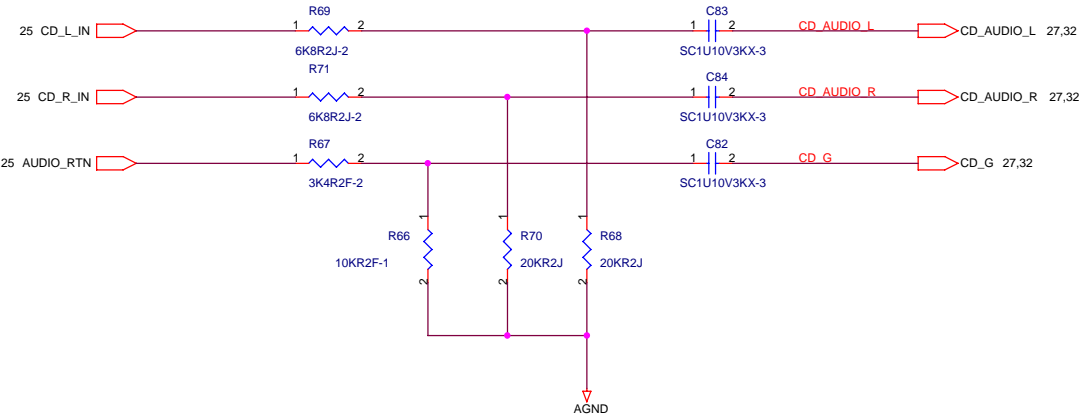 R69
C83
25 CD_L_IN
1
2
1
2
CD_AUDIO_L
CD_AUDIO_L 27,32
6K8R2J-2
SC1U10V3KX-3
R71
C84
25 CD_R_IN
1
2
1
2
CD_AUDIO_R
CD_AUDIO_R 27,32
6K8R2J-2
SC1U10V3KX-3
R67
C82
25 AUDIO_RTN
1
2
1
2
CD_G
CD_G 27,32
3K4R2F-2
SC1U10V3KX-3
1
1
1
R66
R70
R68
10KR2F-1
20KR2J
20KR2J
2
2
2
AGND